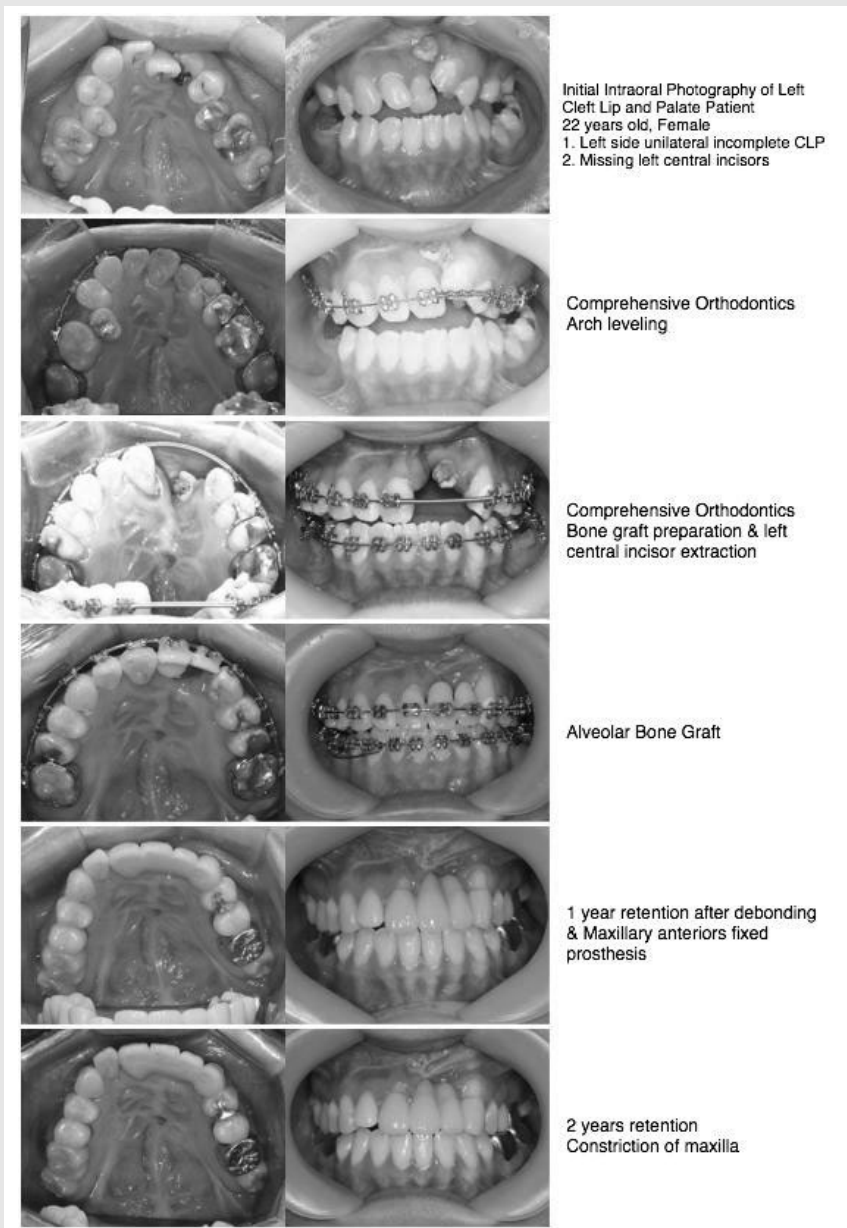 Initial Intraoral Photography of Left
Cleft Lip and Palate Patient
22 years old, Female
1. Left side unilateral incomplete CLP
2. Missing left central incisors
Comprehensive Orthodontics
Arch leveling
Comprehensive Orthodontics
Bone graft preparation & left
central incisor extraction
Alveolar Bone Graft
1 year retention after debonding
& Maxillary anteriors fixed
prosthesis
2 years retention
Constriction of maxilla